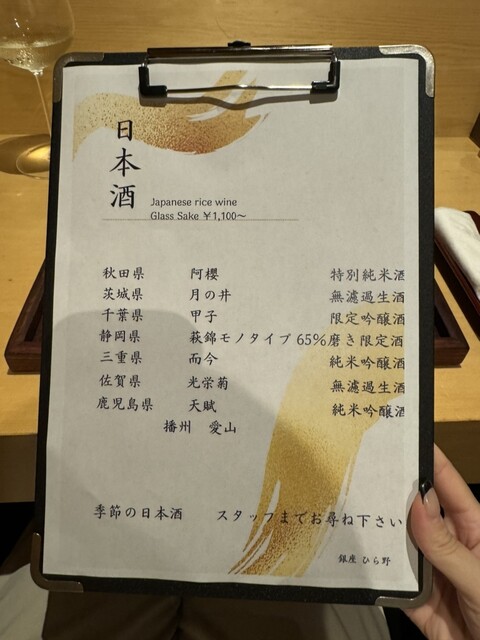 日本酒
Japanese rice wine
Glass Sake ¥1,100〜
秋田県 阿櫻 特別純米酒
茨城県 月の井 無濾過生酒
千葉県 甲子 限定吟醸酒
静岡県 萩錦モノタイプ 65%磨き限定酒
三重県 而今 純米吟醸酒
佐賀県 光栄菊 無濾過生酒
鹿児島県 天賦 純米吟醸酒
播州 愛山
季節の日本酒 スタッフまでお尋ね下さい
銀座 ひら野